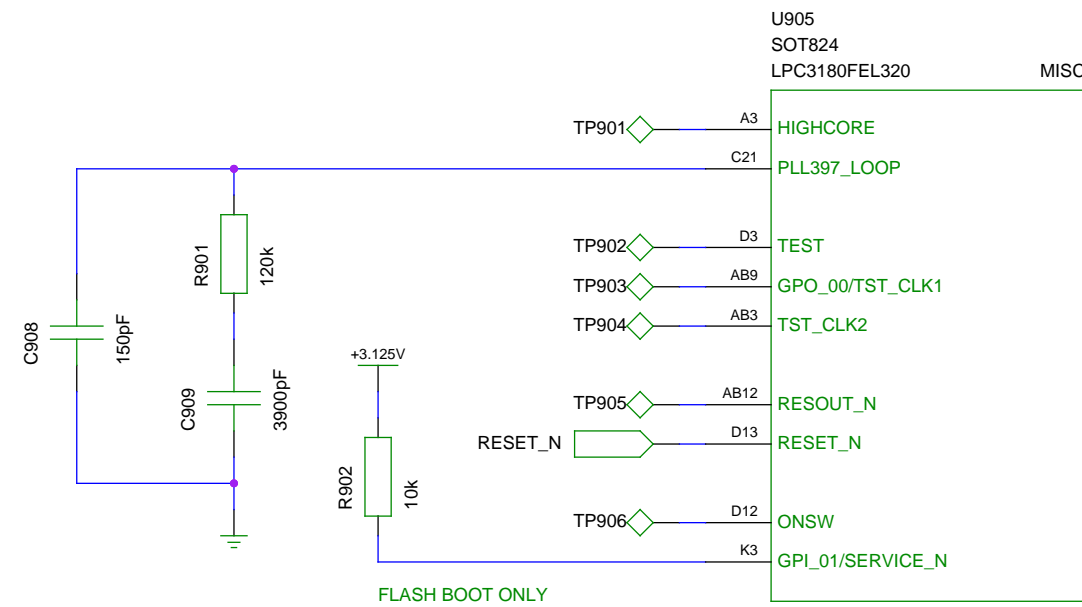 U905
SOT824
LPC3180FEL320
MISC
TP901
A3
HIGHCORE
C21
PLL397_LOOP
R901
120k
TP902
D3
TEST
TP903
AB9
GPO_00/TST_CLK1
TP904
AB3
TST_CLK2
C908
150pF
+3.125V
C909
3900pF
TP905
AB12
RESOUT_N
RESET_N
D13
RESET_N
R902
10k
TP906
D12
ONSW
K3
GPI_01/SERVICE_N
FLASH BOOT ONLY